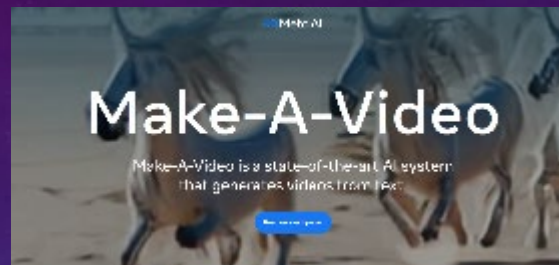 Meta AI
Make-A-Video
Make-A-Video is a state-of-the-art AI system
that generates videos from text